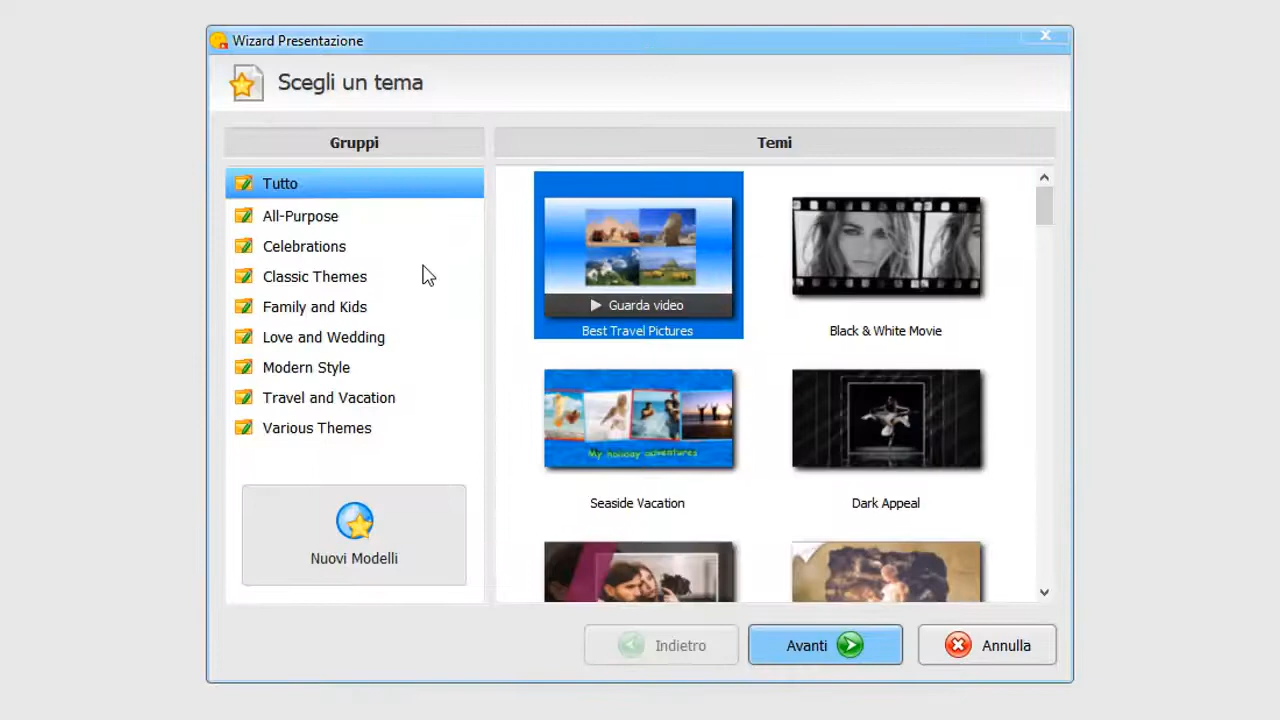 Wizard Presentazione
Scegli un tema
Gruppi
Temi
Tutto
All-Purpose
Celebrations
Classic Themes
Family and Kids
Love and Wedding
Modern Style
Travel and Vacation
Various Themes
Nuovi Modelli
Guarda video
Best Travel Pictures
Black & White Movie
My holiday adventures
Seaside Vacation
Dark Appeal
Indietro
Avanti
Annulla